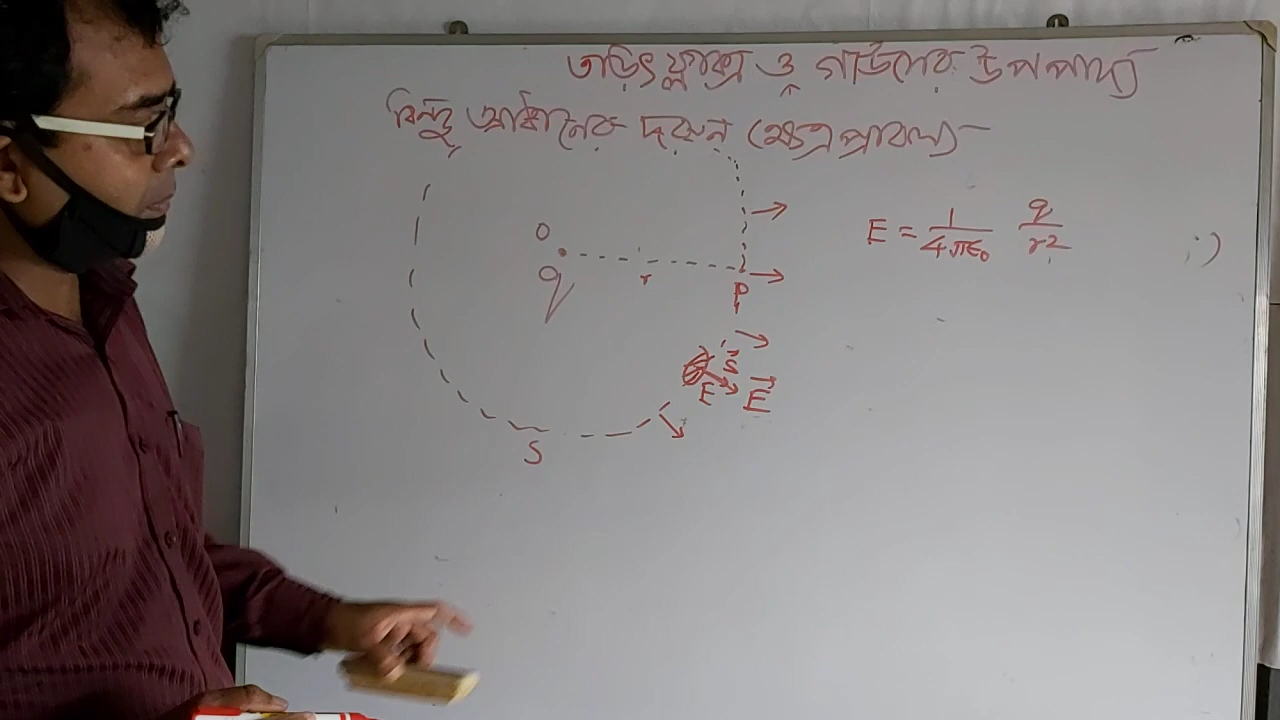 তড়িৎ ফ্লাক্স ও গাউসের উপপাদ্য
বিন্দু আধানের দরুন ক্ষেত্র প্রাবল্য-
E = 1/4πε₀ q/r²
O
q
r
P
S⃗
E
E⃗
S